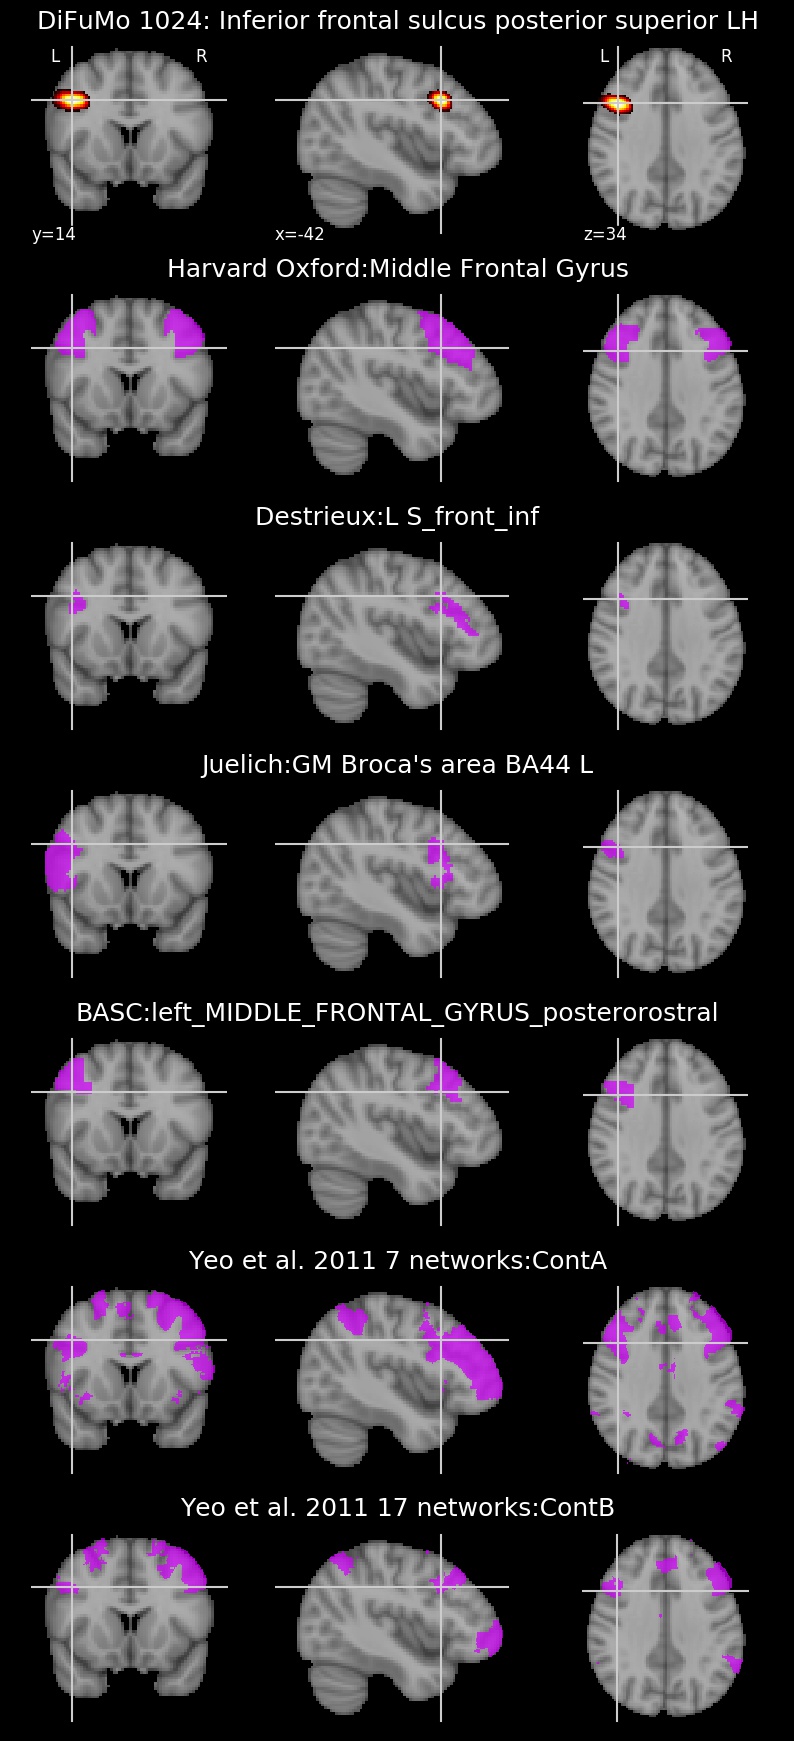 DiFuMo 1024: Inferior frontal sulcus posterior superior LH
L R L R
y=14 x=-42 z=34
Harvard Oxford:Middle Frontal Gyrus
Destrieux:L S_front_inf
Juelich:GM Broca's area BA44 L
BASC:left_MIDDLE_FRONTAL_GYRUS_posterorostral
Yeo et al. 2011 7 networks:ContA
Yeo et al. 2011 17 networks:ContB